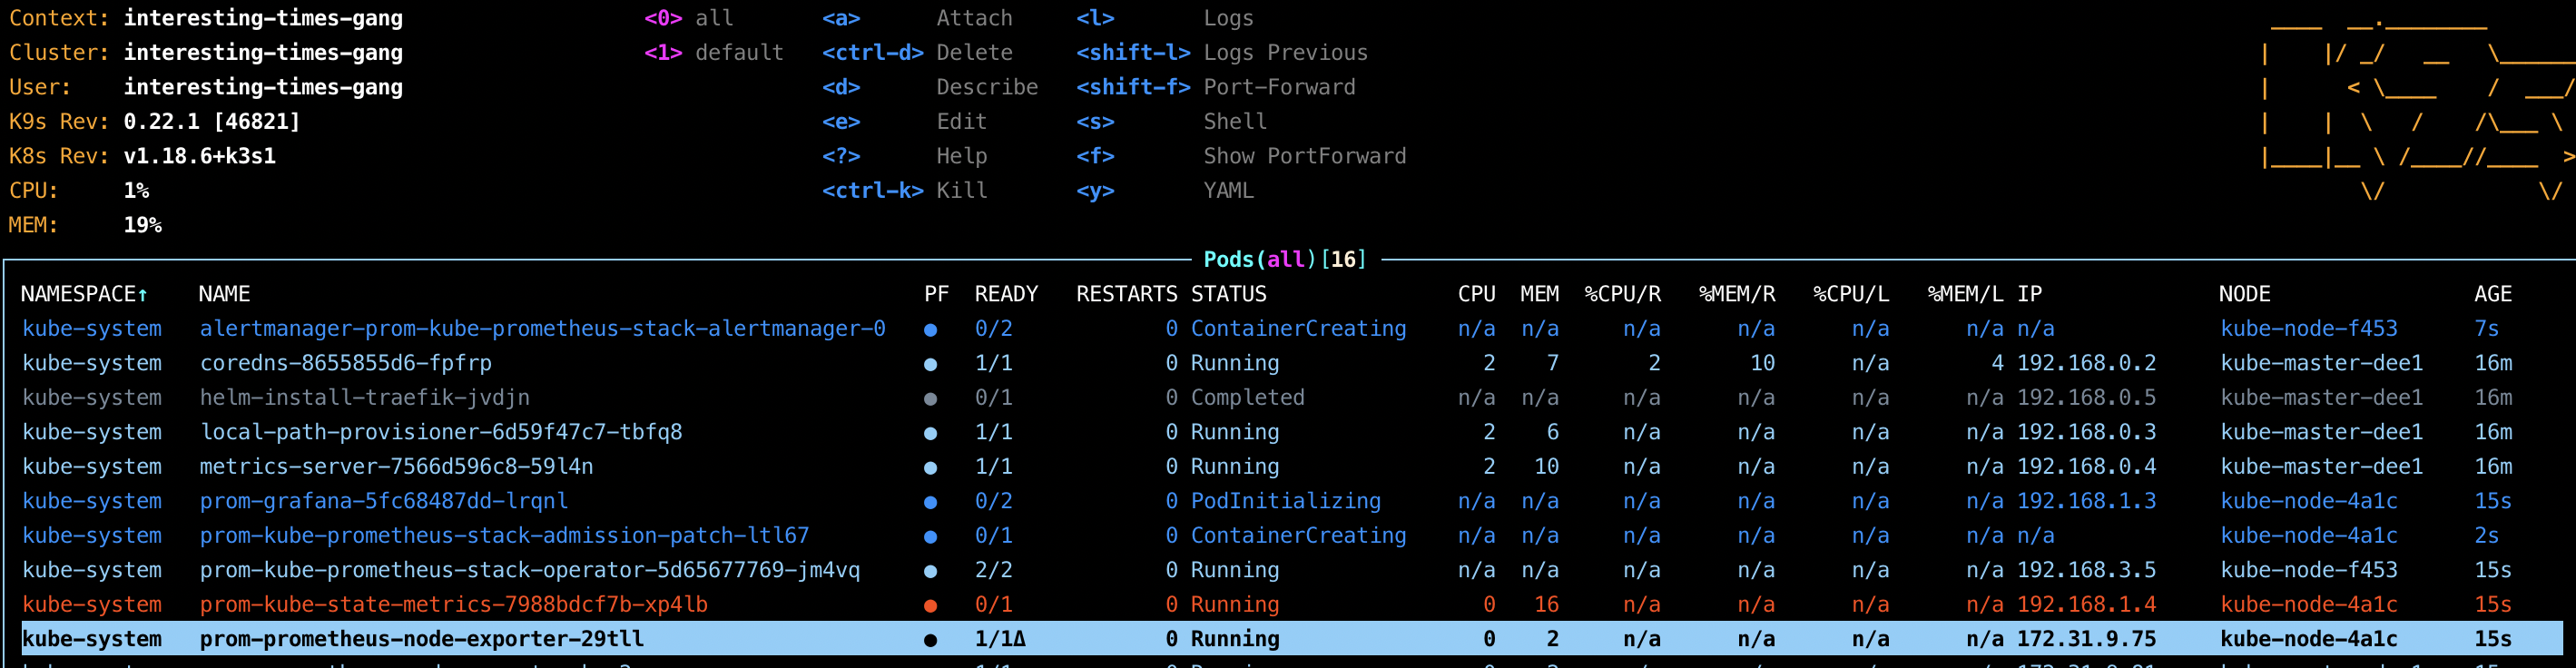 Context: interesting-times-gang <0> all <a> Attach <l> Logs
Cluster: interesting-times-gang <1> default <ctrl-d> Delete <shift-l> Logs Previous
User: interesting-times-gang <d> Describe <shift-f> Port-Forward
K9s Rev: 0.22.1 [46821] <e> Edit <s> Shell
K8s Rev: v1.18.6+k3s1 <?> Help <f> Show PortForward
CPU: 1% <ctrl-k> Kill <y> YAML
MEM: 19%
Pods(all)[16]
NAMESPACE↑ NAME PF READY RESTARTS STATUS CPU MEM %CPU/R %MEM/R %CPU/L %MEM/L IP NODE AGE
kube-system alertmanager-prom-kube-prometheus-stack-alertmanager-0 ● 0/2 0 ContainerCreating n/a n/a n/a n/a n/a n/a n/a kube-node-f453 7s
kube-system coredns-8655855d6-fpfrp ● 1/1 0 Running 2 7 2 10 n/a 4 192.168.0.2 kube-master-dee1 16m
kube-system helm-install-traefik-jvdjn ● 0/1 0 Completed n/a n/a n/a n/a n/a n/a 192.168.0.5 kube-master-dee1 16m
kube-system local-path-provisioner-6d59f47c7-tbfq8 ● 1/1 0 Running 2 6 n/a n/a n/a n/a 192.168.0.3 kube-master-dee1 16m
kube-system metrics-server-7566d596c8-59l4n ● 1/1 0 Running 2 10 n/a n/a n/a n/a 192.168.0.4 kube-master-dee1 16m
kube-system prom-grafana-5fc68487dd-lrqnl ● 0/2 0 PodInitializing n/a n/a n/a n/a n/a n/a 192.168.1.3 kube-node-4a1c 15s
kube-system prom-kube-prometheus-stack-admission-patch-ltl67 ● 0/1 0 ContainerCreating n/a n/a n/a n/a n/a n/a n/a kube-node-4a1c 2s
kube-system prom-kube-prometheus-stack-operator-5d65677769-jm4vq ● 2/2 0 Running n/a n/a n/a n/a n/a n/a 192.168.3.5 kube-node-f453 15s
kube-system prom-kube-state-metrics-7988bdcf7b-xp4lb ● 0/1 0 Running 0 16 n/a n/a n/a n/a 192.168.1.4 kube-node-4a1c 15s
kube-system prom-prometheus-node-exporter-29tll ● 1/1Δ 0 Running 0 2 n/a n/a n/a n/a 172.31.9.75 kube-node-4a1c 15s